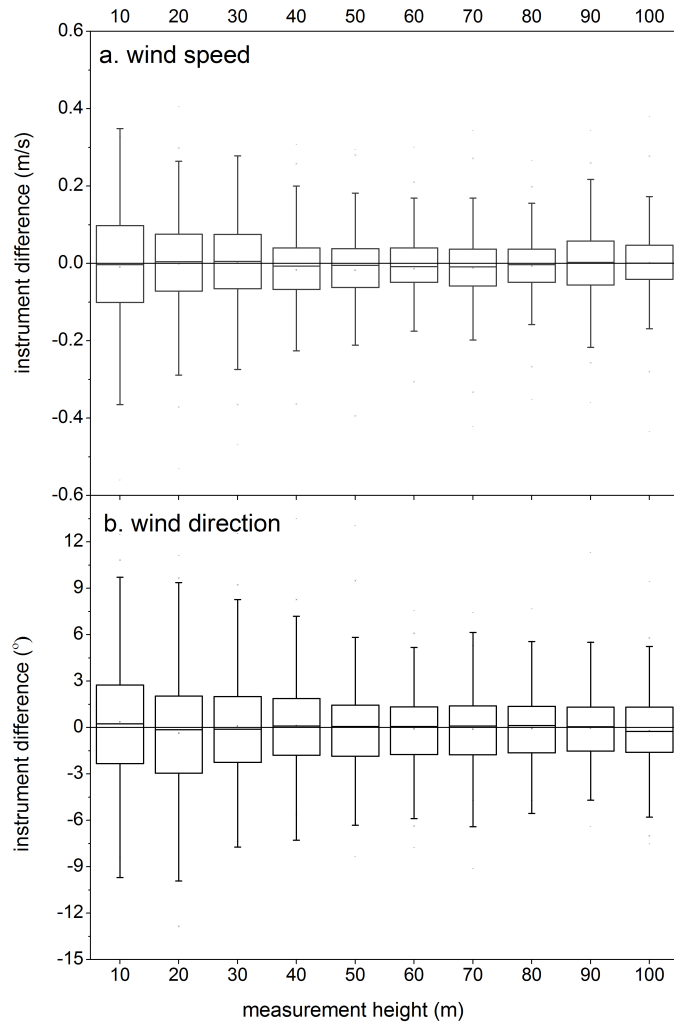 10 20 30 40 50 60 70 80 90 100
0.6
a. wind speed
0.4
0.2
0.0
-0.2
-0.4
-0.6
instrument difference (m/s)
b. wind direction
12
9
6
3
0
-3
-6
-9
-12
-15
instrument difference (°)
10 20 30 40 50 60 70 80 90 100
measurement height (m)